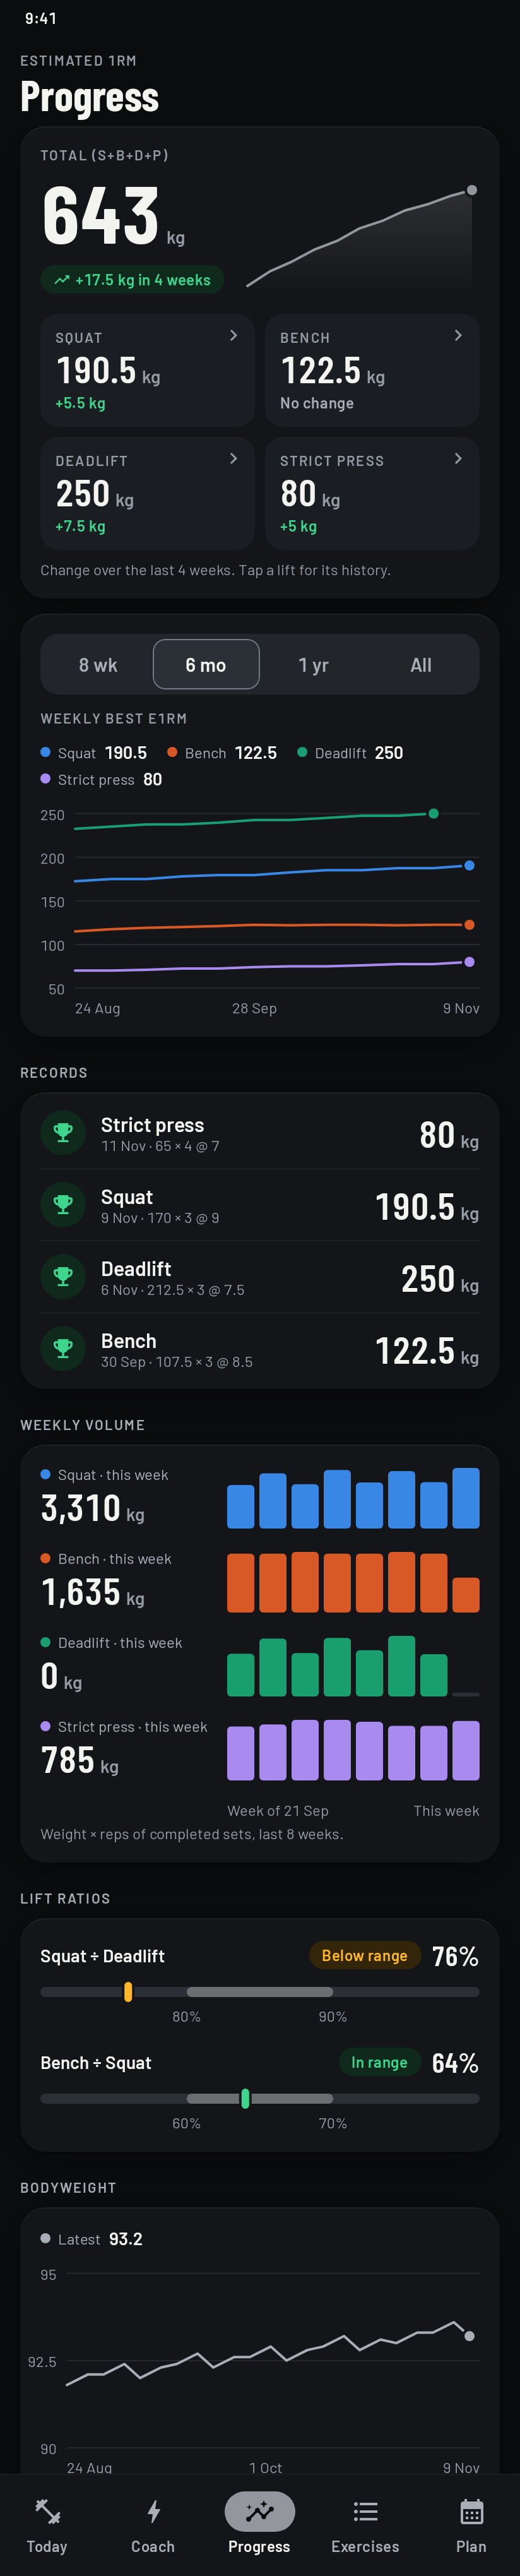 9:41
ESTIMATED 1RM
Progress
TOTAL (S+B+D+P)
643 kg
+17.5 kg in 4 weeks
SQUAT
190.5 kg
+5.5 kg
BENCH
122.5 kg
No change
DEADLIFT
250 kg
+7.5 kg
STRICT PRESS
80 kg
+5 kg
Change over the last 4 weeks. Tap a lift for its history.
8 wk 6 mo 1 yr All
WEEKLY BEST E1RM
Squat 190.5 Bench 122.5 Deadlift 250
Strict press 80
250
200
150
100
50
24 Aug 28 Sep 9 Nov
RECORDS
Strict press
11 Nov · 65 × 4 @ 7
80 kg
Squat
9 Nov · 170 × 3 @ 9
190.5 kg
Deadlift
6 Nov · 212.5 × 3 @ 7.5
250 kg
Bench
30 Sep · 107.5 × 3 @ 8.5
122.5 kg
WEEKLY VOLUME
Squat · this week
3,310 kg
Bench · this week
1,635 kg
Deadlift · this week
0 kg
Strict press · this week
785 kg
Week of 21 Sep This week
Weight × reps of completed sets, last 8 weeks.
LIFT RATIOS
Squat ÷ Deadlift Below range 76%
80% 90%
Bench ÷ Squat In range 64%
60% 70%
BODYWEIGHT
Latest 93.2
95
92.5
90
24 Aug 1 Oct 9 Nov
Today Coach Progress Exercises Plan